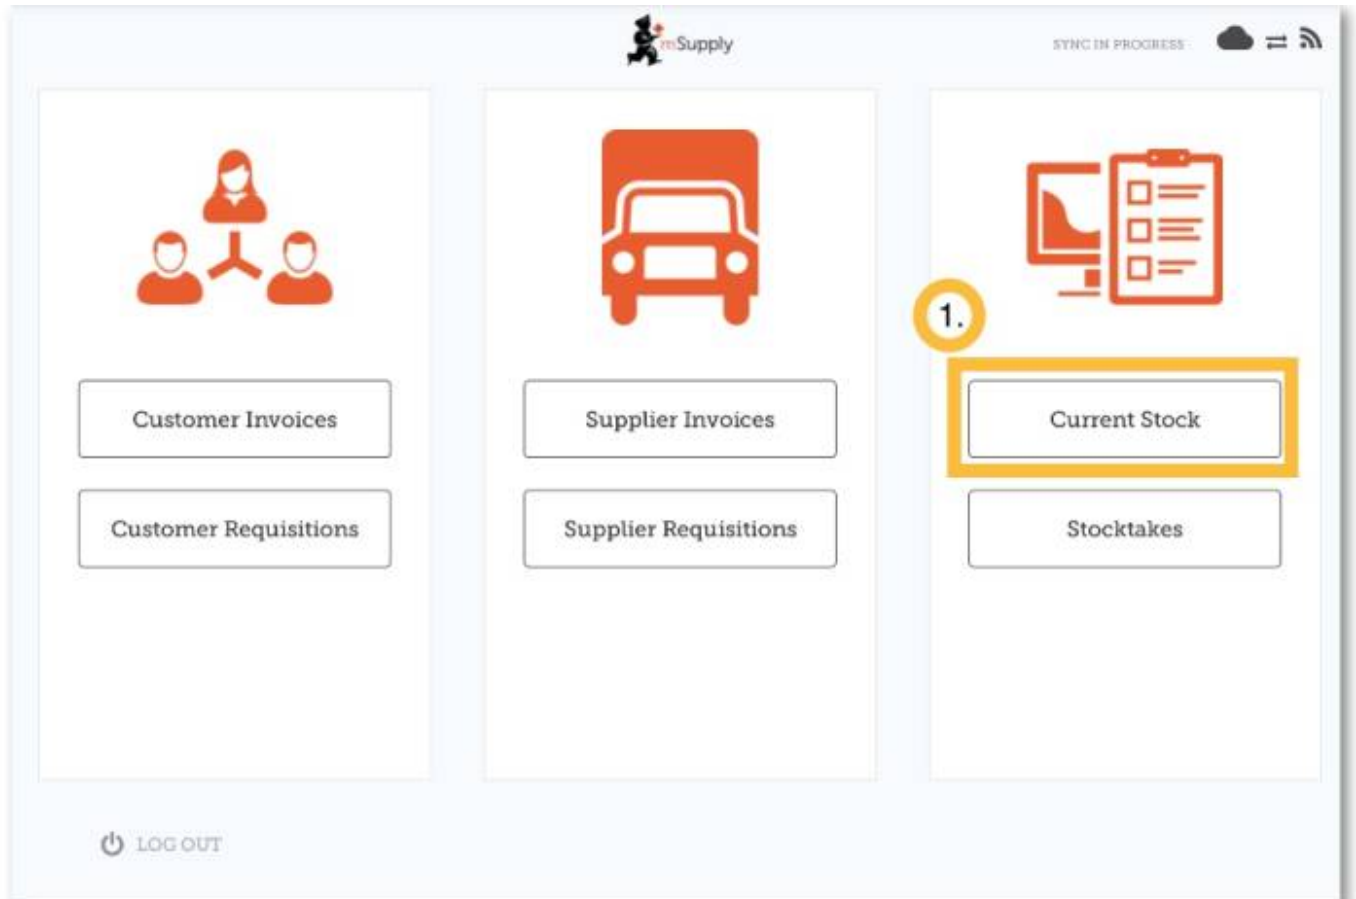 mSupply
SYNC IN PROGRESS
1.
Customer Invoices
Supplier Invoices
Current Stock
Customer Requisitions
Supplier Requisitions
Stocktakes
LOG OUT